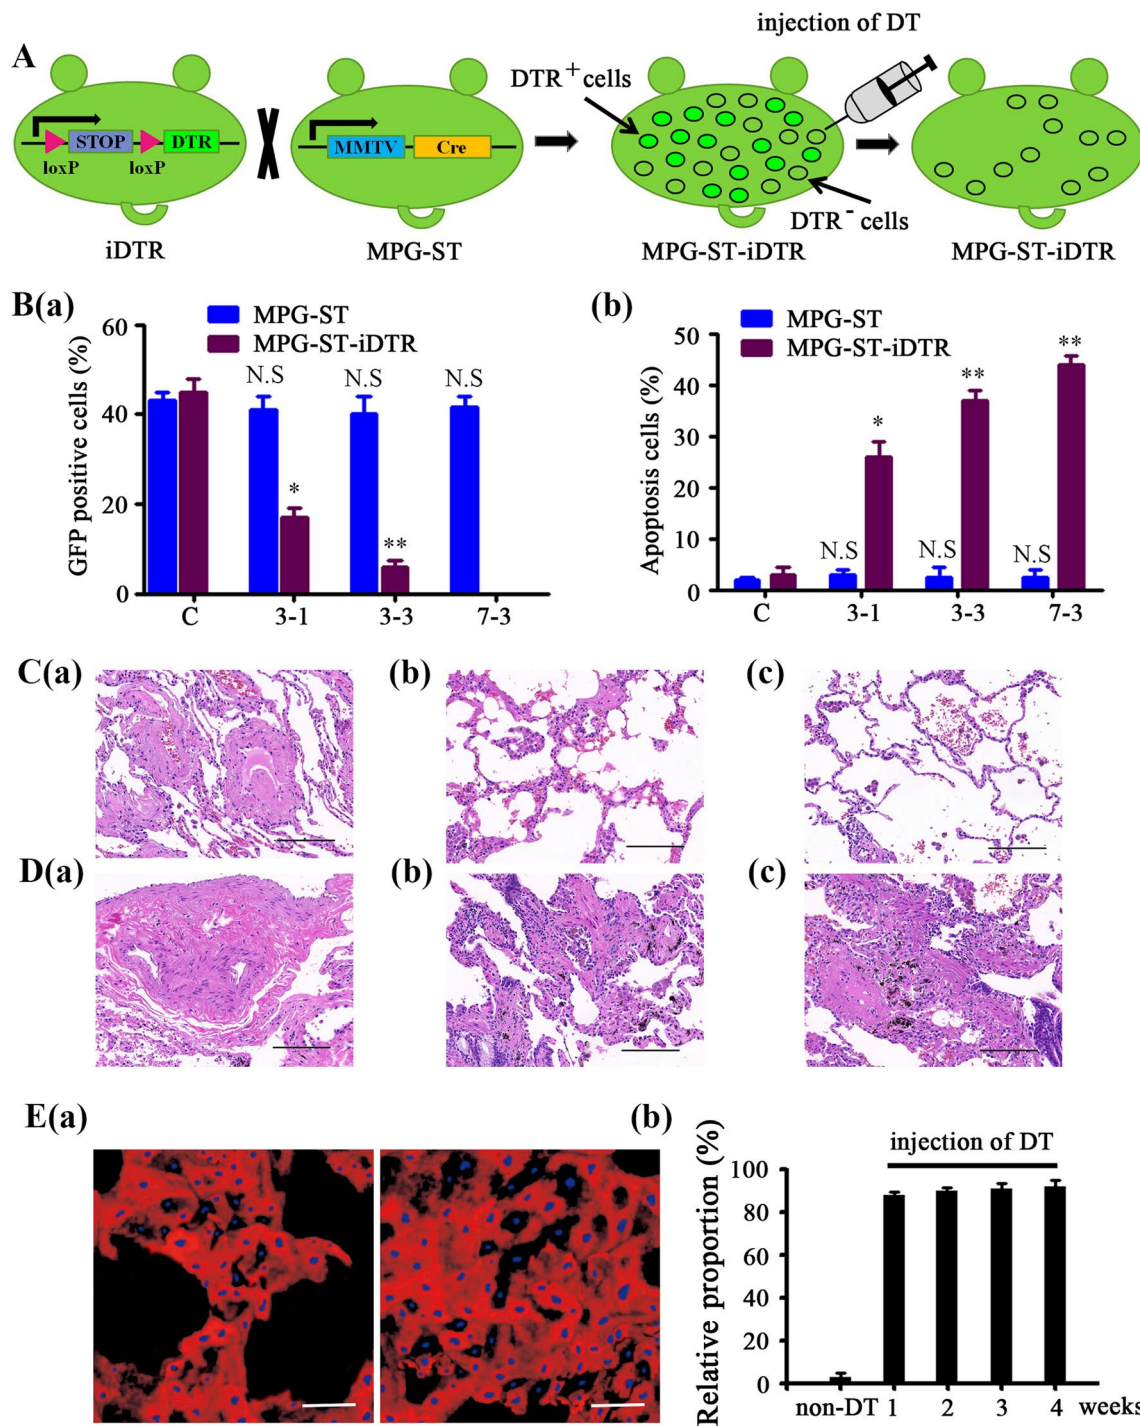 A
injection of DT
DTR+ cells
STOP
DTR
loxP
loxP
MMTV
Cre
DTR- cells
iDTR
MPG-ST
MPG-ST-iDTR
MPG-ST-iDTR
B(a)
MPG-ST
MPG-ST-iDTR
GFP positive cells (%)
60
40
20
0
N.S
N.S
N.S
*
**
C
3-1
3-3
7-3
(b)
MPG-ST
MPG-ST-iDTR
Apoptosis cells (%)
50
40
30
20
10
0
*
**
**
N.S
N.S
N.S
C
3-1
3-3
7-3
C(a)
(b)
(c)
D(a)
(b)
(c)
E(a)
(b)
injection of DT
Relative proportion (%)
100
80
60
40
20
0
non-DT
1
2
3
4
weeks